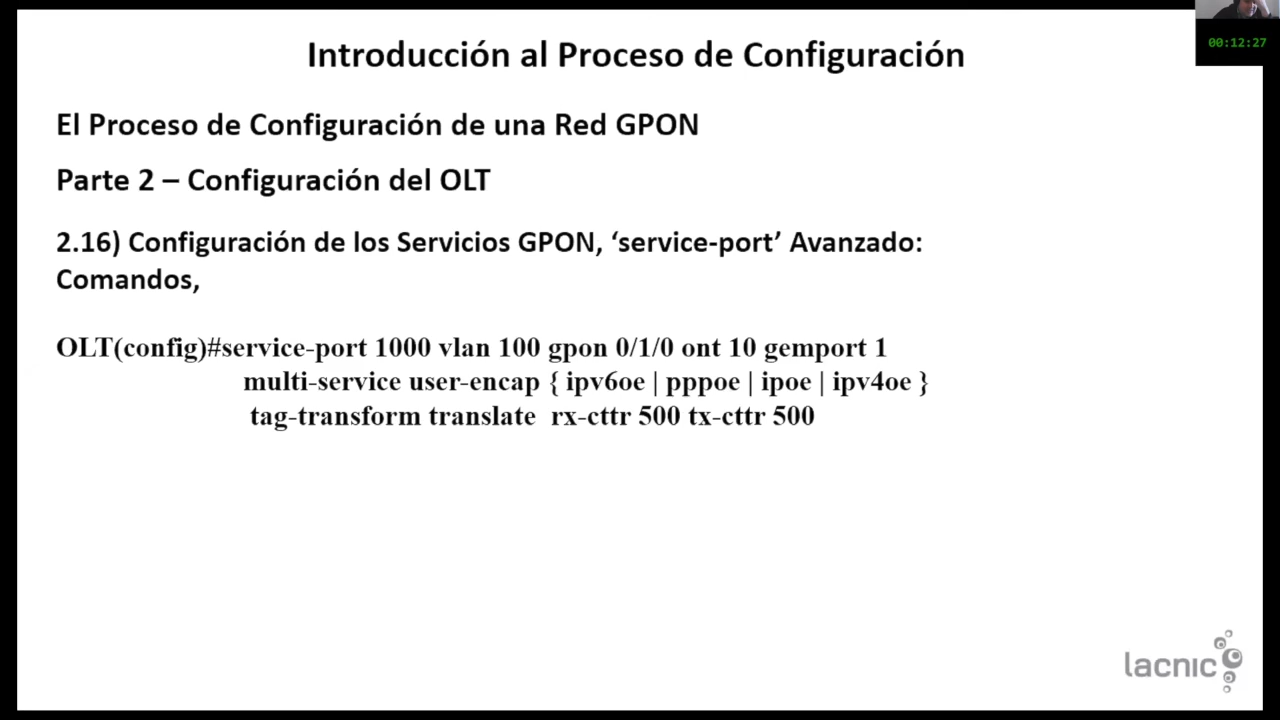 00:12:27
Introducción al Proceso de Configuración
El Proceso de Configuración de una Red GPON
Parte 2 – Configuración del OLT
2.16) Configuración de los Servicios GPON, ‘service-port’ Avanzado:
Comandos,
OLT(config)#service-port 1000 vlan 100 gpon 0/1/0 ont 10 gemport 1
multi-service user-encap { ipv6oe | pppoe | ipoe | ipv4oe }
tag-transform translate rx-cttr 500 tx-cttr 500
lacnic